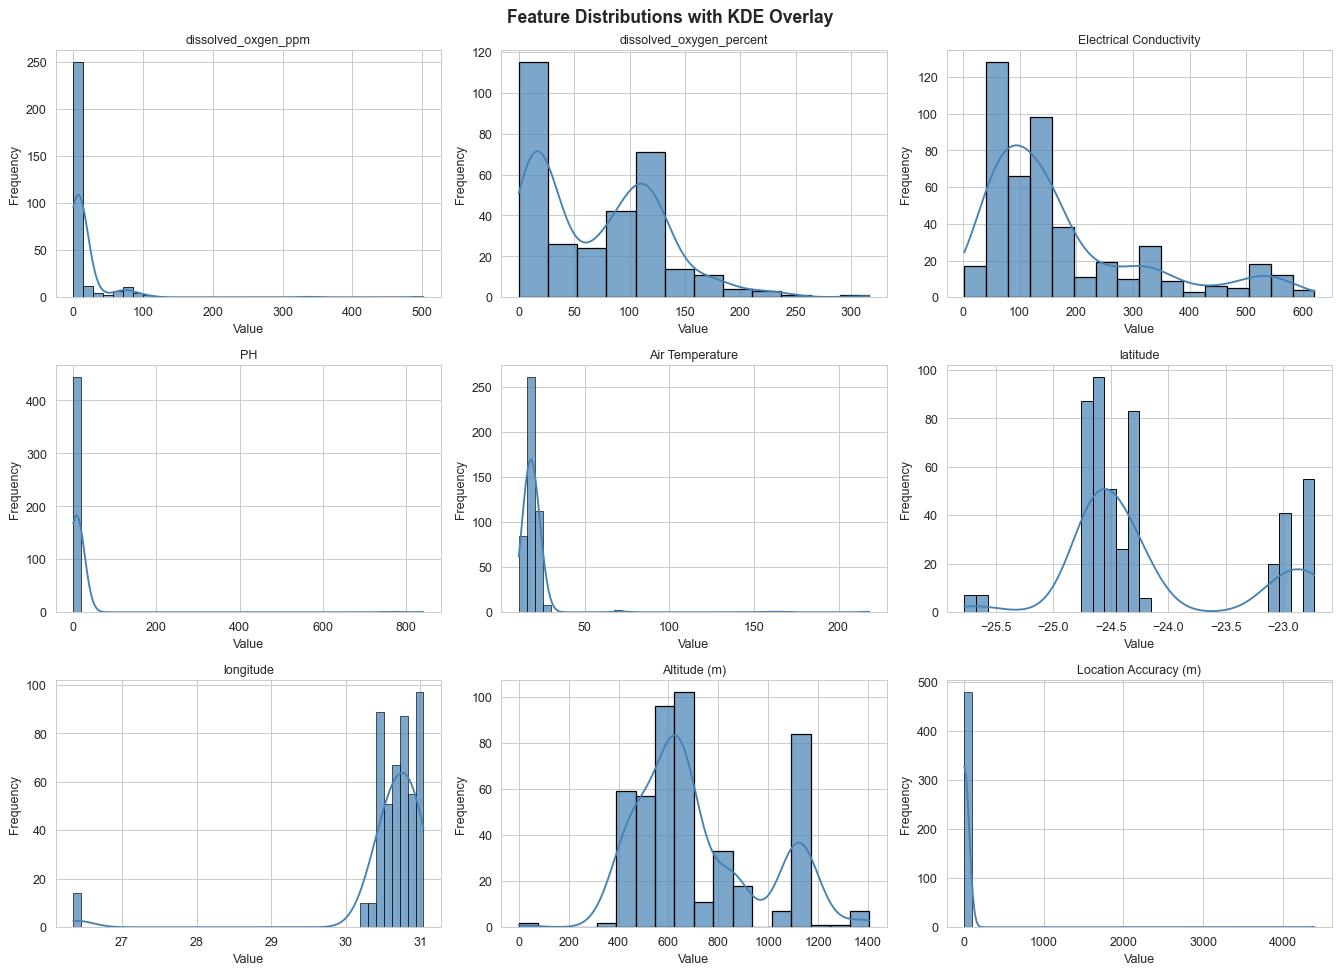 Feature Distributions with KDE Overlay
dissolved_oxgen_ppm
250
200
150
100
50
0
Frequency
0 100 200 300 400 500
Value
dissolved_oxygen_percent
120
100
80
60
40
20
0
Frequency
0 50 100 150 200 250 300
Value
Electrical Conductivity
120
100
80
60
40
20
0
Frequency
0 100 200 300 400 500 600
Value
PH
400
300
200
100
0
Frequency
0 200 400 600 800
Value
Air Temperature
250
200
150
100
50
0
Frequency
50 100 150 200
Value
latitude
100
80
60
40
20
0
Frequency
−25.5 −25.0 −24.5 −24.0 −23.5 −23.0
Value
longitude
100
80
60
40
20
0
Frequency
27 28 29 30 31
Value
Altitude (m)
100
80
60
40
20
0
Frequency
0 200 400 600 800 1000 1200 1400
Value
Location Accuracy (m)
500
400
300
200
100
0
Frequency
0 1000 2000 3000 4000
Value